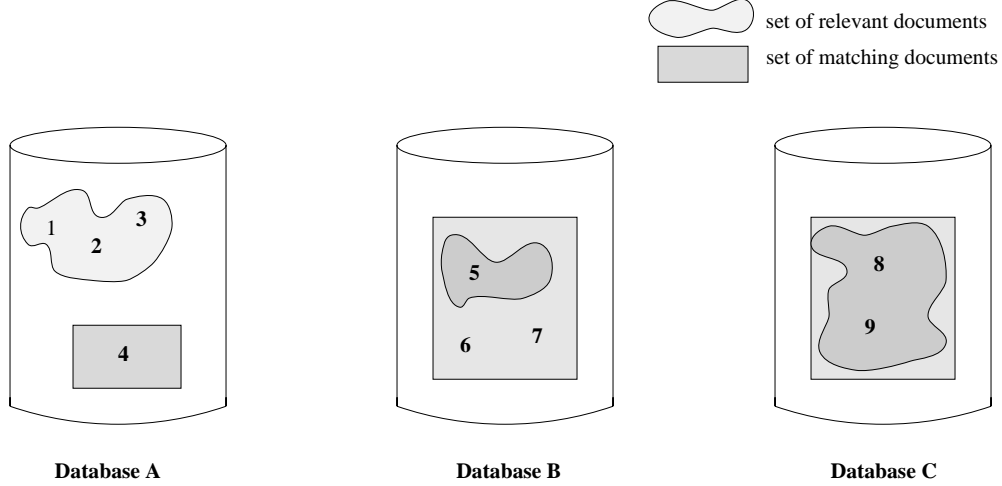 set of relevant documents
set of matching documents
1
2
3
4
5
6
7
8
9
Database A
Database B
Database C